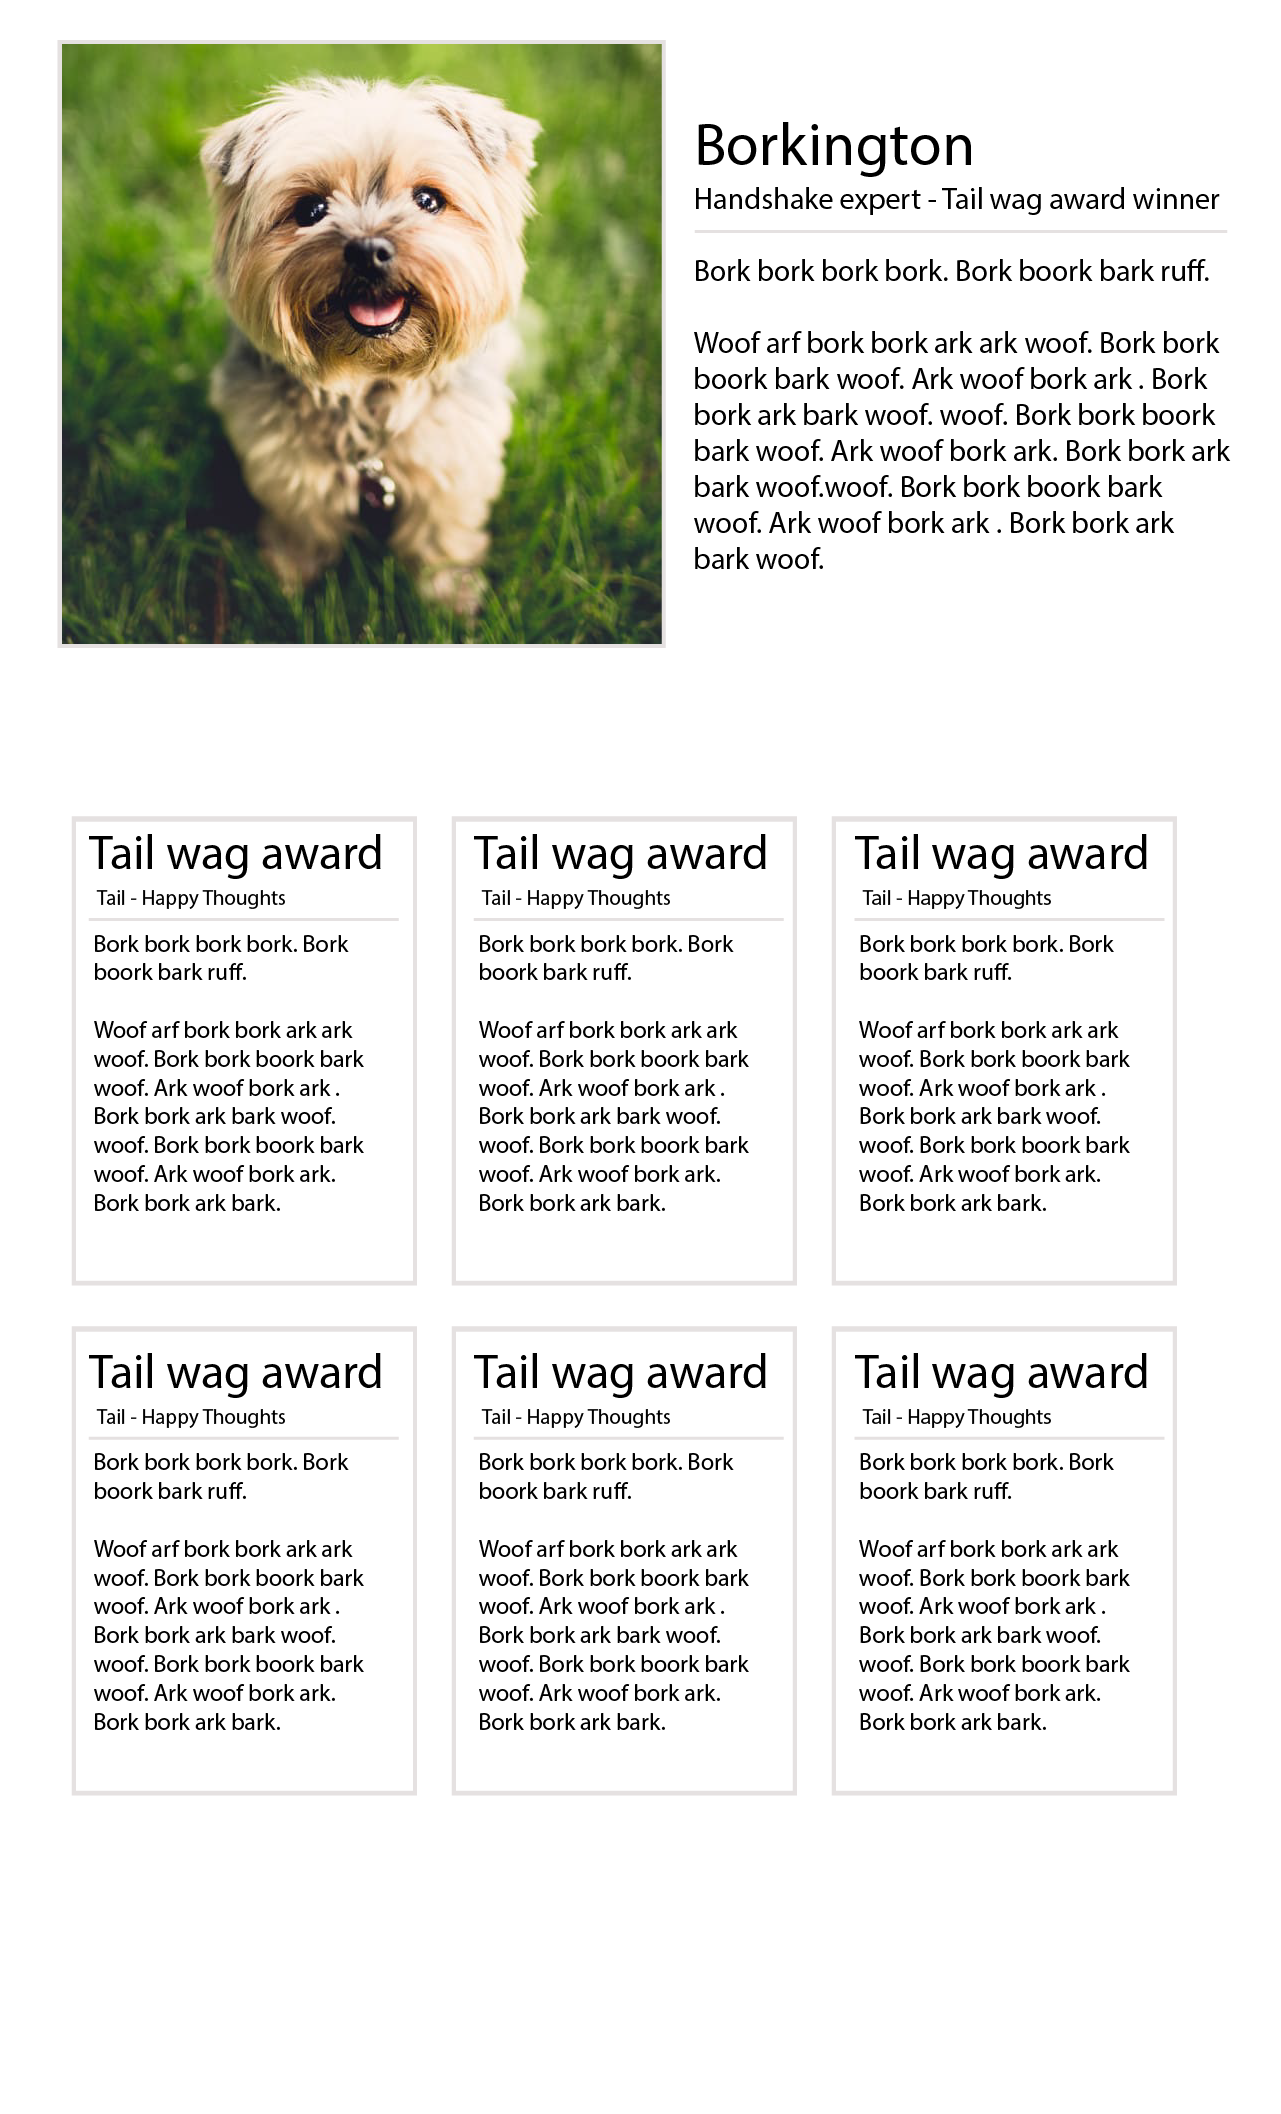 Borkington
Handshake expert - Tail wag award winner
Bork bork bork bork. Bork boork bark ruff.
Woof arf bork bork ark ark woof. Bork bork
boork bark woof. Ark woof bork ark . Bork
bork ark bark woof. woof. Bork bork boork
bark woof. Ark woof bork ark. Bork bork ark
bark woof.woof. Bork bork boork bark
woof. Ark woof bork ark . Bork bork ark
bark woof.
Tail wag award
Tail - Happy Thoughts
Bork bork bork bork. Bork
boork bark ruff.
Woof arf bork bork ark ark
woof. Bork bork boork bark
woof. Ark woof bork ark .
Bork bork ark bark woof.
woof. Bork bork boork bark
woof. Ark woof bork ark.
Bork bork ark bark.
Tail wag award
Tail - Happy Thoughts
Bork bork bork bork. Bork
boork bark ruff.
Woof arf bork bork ark ark
woof. Bork bork boork bark
woof. Ark woof bork ark .
Bork bork ark bark woof.
woof. Bork bork boork bark
woof. Ark woof bork ark.
Bork bork ark bark.
Tail wag award
Tail - Happy Thoughts
Bork bork bork bork. Bork
boork bark ruff.
Woof arf bork bork ark ark
woof. Bork bork boork bark
woof. Ark woof bork ark .
Bork bork ark bark woof.
woof. Bork bork boork bark
woof. Ark woof bork ark.
Bork bork ark bark.
Tail wag award
Tail - Happy Thoughts
Bork bork bork bork. Bork
boork bark ruff.
Woof arf bork bork ark ark
woof. Bork bork boork bark
woof. Ark woof bork ark .
Bork bork ark bark woof.
woof. Bork bork boork bark
woof. Ark woof bork ark.
Bork bork ark bark.
Tail wag award
Tail - Happy Thoughts
Bork bork bork bork. Bork
boork bark ruff.
Woof arf bork bork ark ark
woof. Bork bork boork bark
woof. Ark woof bork ark .
Bork bork ark bark woof.
woof. Bork bork boork bark
woof. Ark woof bork ark.
Bork bork ark bark.
Tail wag award
Tail - Happy Thoughts
Bork bork bork bork. Bork
boork bark ruff.
Woof arf bork bork ark ark
woof. Bork bork boork bark
woof. Ark woof bork ark .
Bork bork ark bark woof.
woof. Bork bork boork bark
woof. Ark woof bork ark.
Bork bork ark bark.